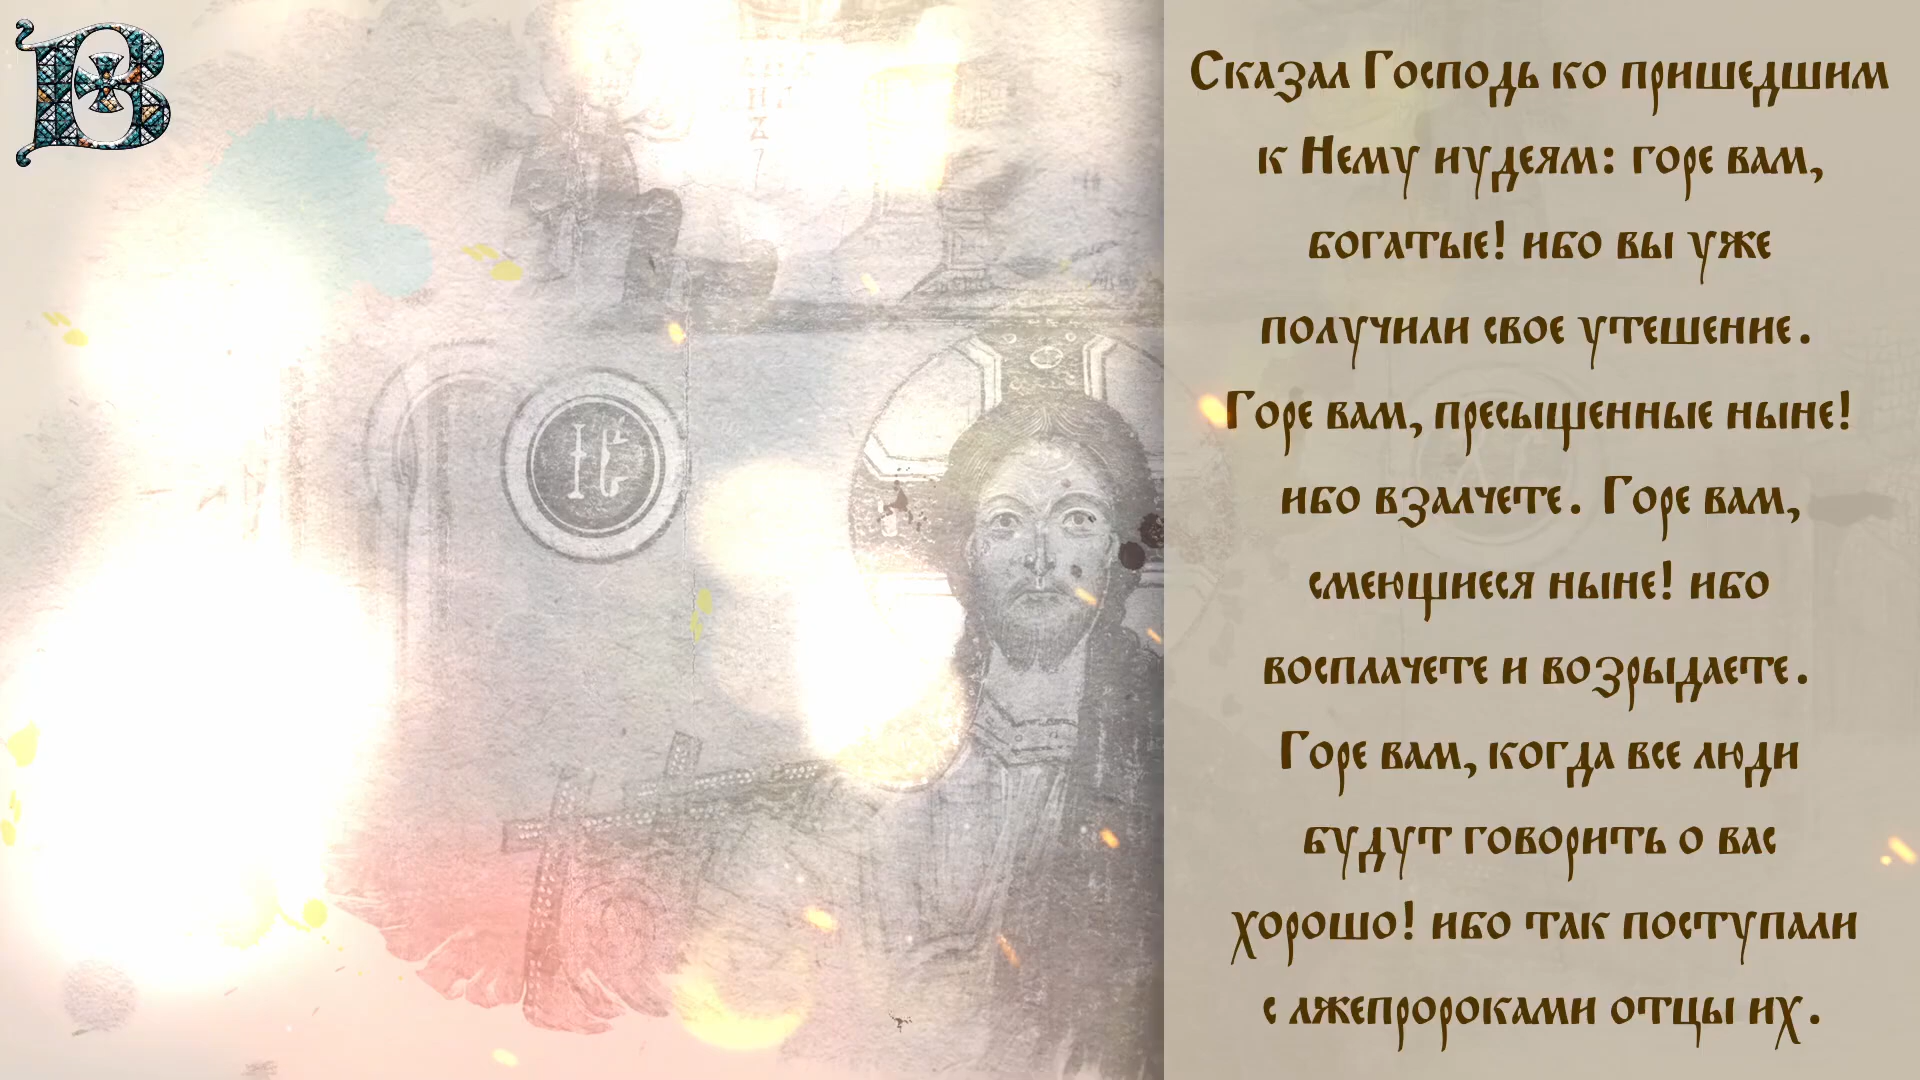 В
IC
Сказал Господь ко пришедшим
к Нему иудеям: горе вам,
богатые! ибо вы уже
получили свое утешение.
Горе вам, пресыщенные ныне!
ибо взалчете. Горе вам,
смеющиеся ныне! ибо
восплачете и возрыдаете.
Горе вам, когда все люди
будут говорить о вас
хорошо! ибо так поступали
с лжепророками отцы их.